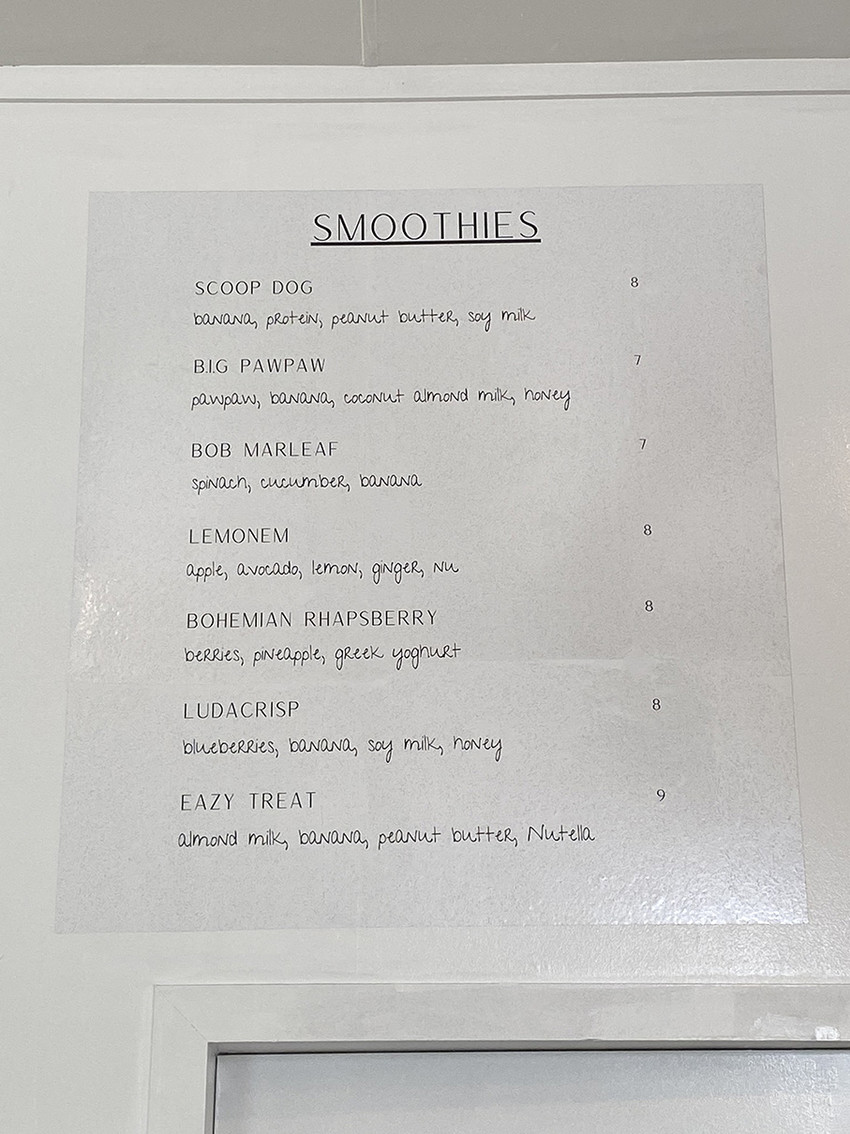 SMOOTHIES
SCOOP DOG 8
banana, protein, peanut butter, soy milk
B.I.G PAWPAW 7
pawpaw, banana, coconut almond milk, honey
BOB MARLEAF 7
spinach, cucumber, banana
LEMONEM 8
apple, avocado, lemon, ginger, nu
BOHEMIAN RHAPSBERRY 8
berries, pineapple, greek yoghurt
LUDACRISP 8
blueberries, banana, soy milk, honey
EAZY TREAT 9
almond milk, banana, peanut butter, Nutella